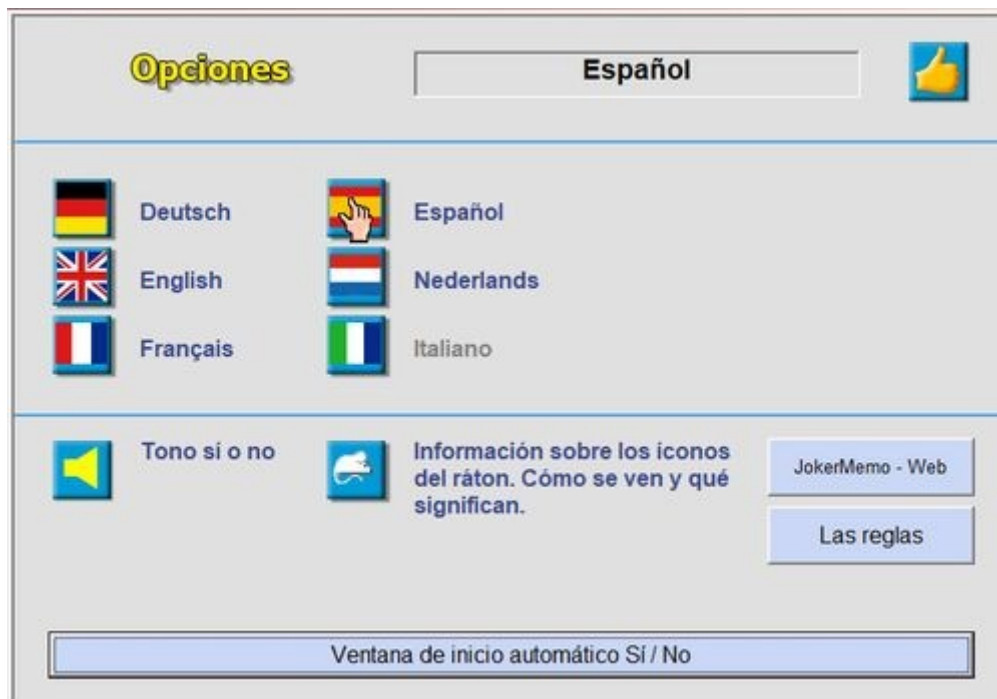 Opciones
Español
Deutsch
Español
English
Nederlands
Français
Italiano
Tono sí o no
Información sobre los íconos
del ráton. Cómo se ven y qué
significan.
JokerMemo - Web
Las reglas
Ventana de inicio automático Sí / No